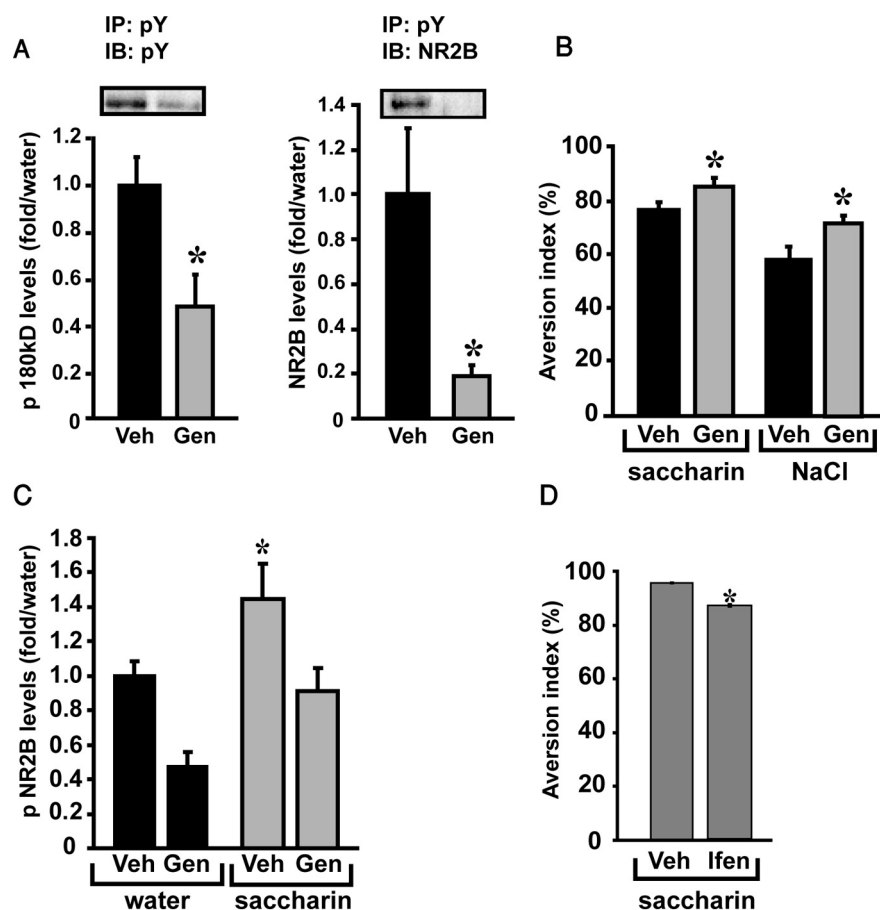 A
IP: pY
IB: pY
p 180kD levels (fold/water)
1.2
1.0
0.8
0.6
0.4
0.2
0
*
Veh Gen
IP: pY
IB: NR2B
NR2B levels (fold/water)
1.4
1.2
1.0
0.8
0.6
0.4
0.2
0
*
Veh Gen
B
Aversion index (%)
100
80
60
40
20
0
*
*
Veh Gen Veh Gen
saccharin NaCl
C
p NR2B levels (fold/water)
1.8
1.6
1.4
1.2
1.0
0.8
0.6
0.4
0.2
0
*
Veh Gen Veh Gen
water saccharin
D
Aversion index (%)
100
80
60
40
20
0
*
Veh Ifen
saccharin